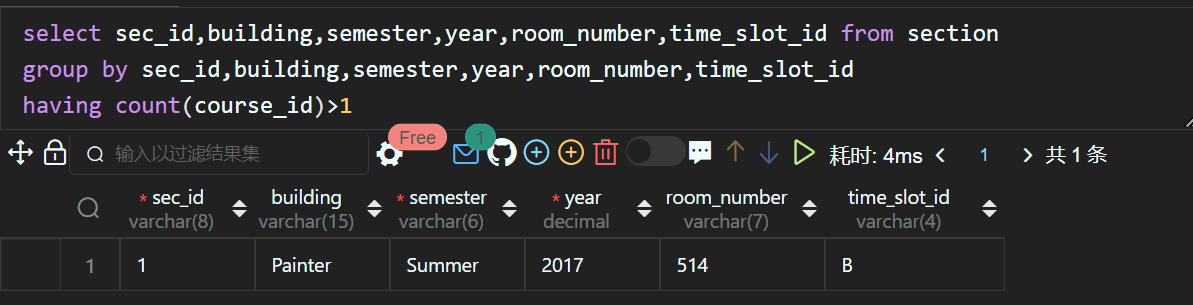 select sec_id,building,semester,year,room_number,time_slot_id from section
group by sec_id,building,semester,year,room_number,time_slot_id
having count(course_id)>1
Free 1
输入以过滤结果集 耗时: 4ms 1 共 1 条
* sec_id building * semester * year room_number time_slot_id
varchar(8) varchar(15) varchar(6) decimal varchar(7) varchar(4)
1 1 Painter Summer 2017 514 B